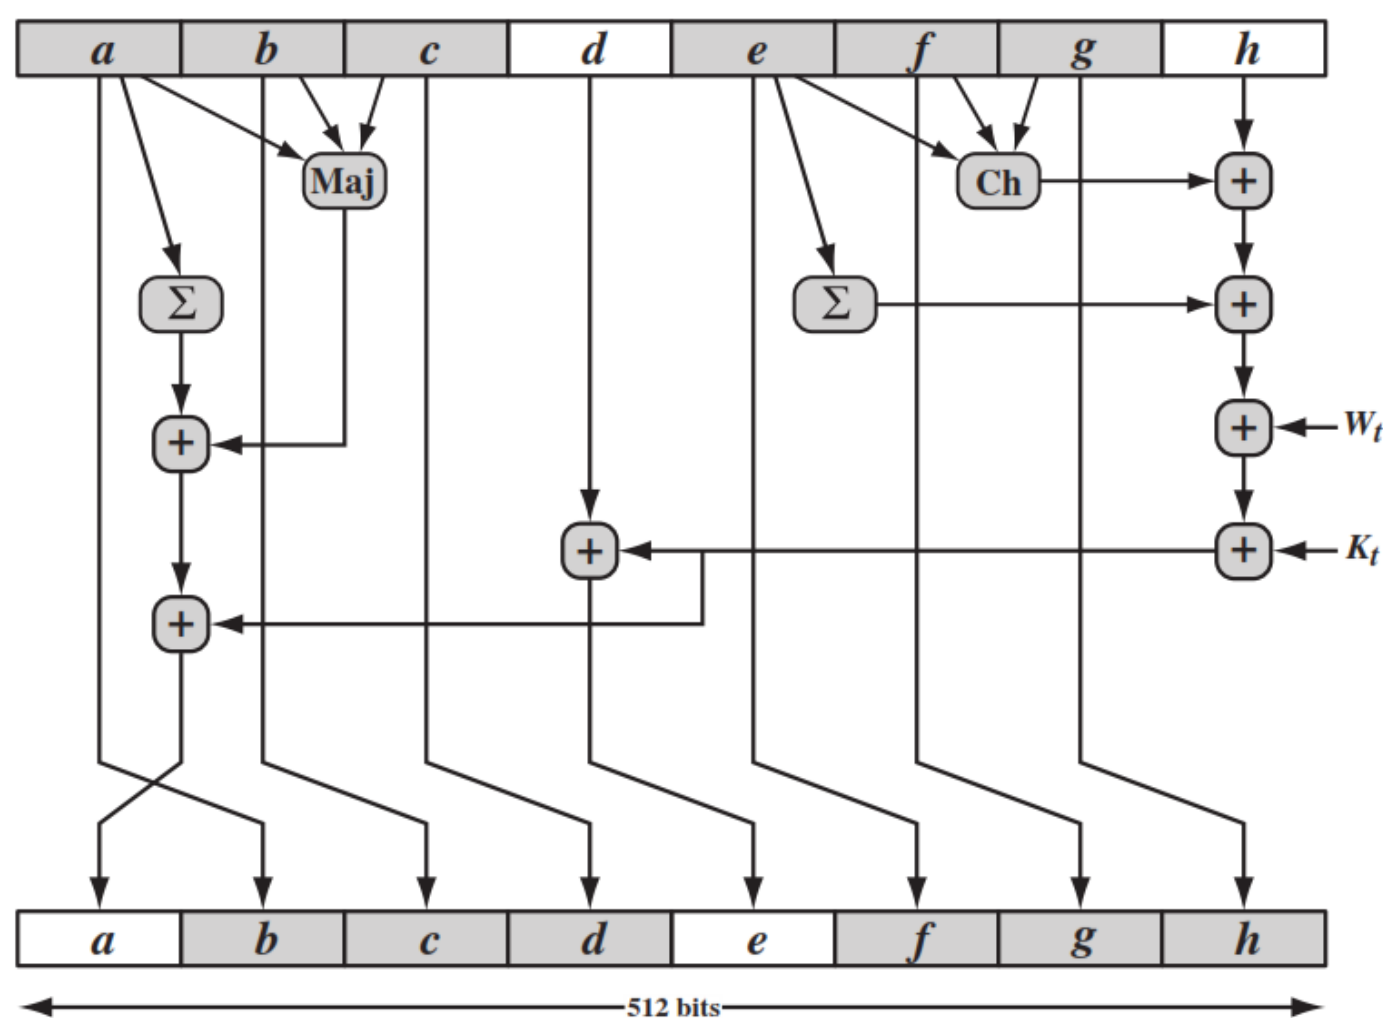 a b c d e f g h
Maj Ch +
Σ Σ +
+ + W_t
+ + K_t
+
a b c d e f g h
512 bits